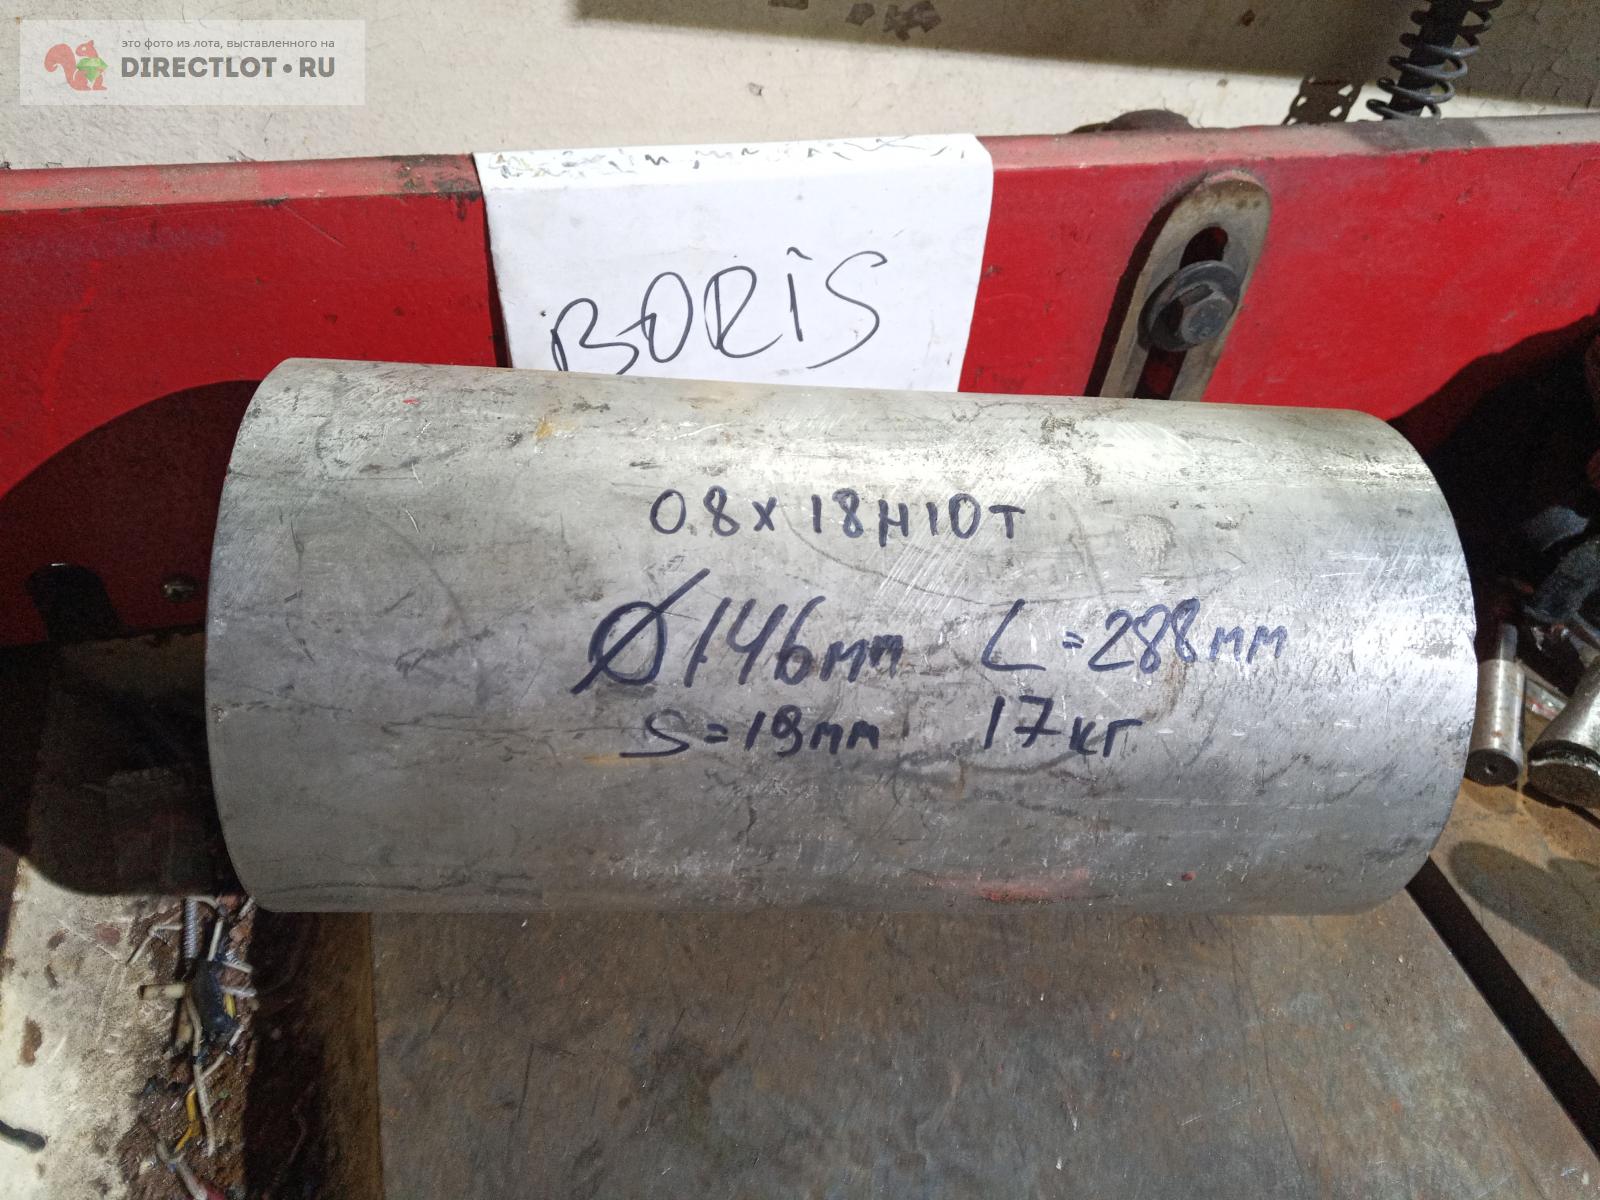 это фото из лота, выставленного на
DIRECTLOT•RU
BORIS
08х18н10т
Ø146мм L=288мм
S=19мм 17кг